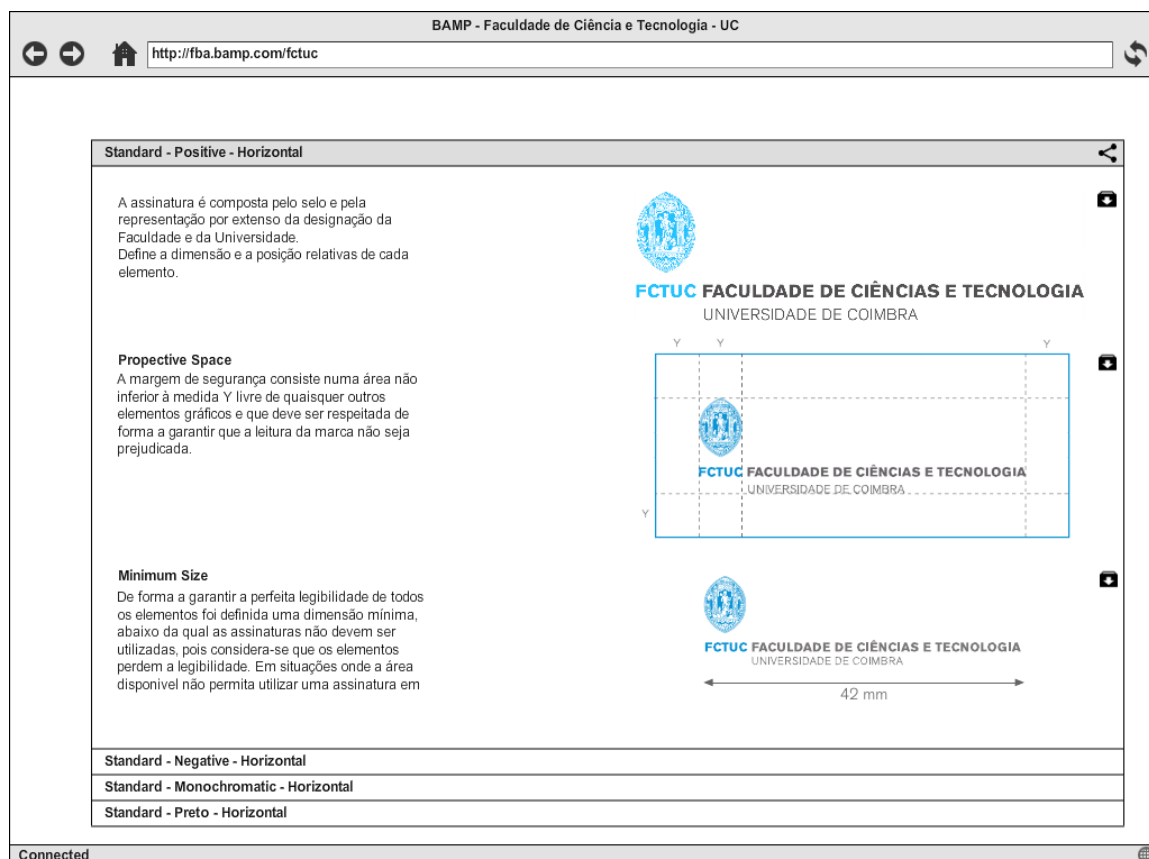 BAMP - Faculdade de Ciência e Tecnologia - UC
http://fba.bamp.com/fctuc
Standard - Positive - Horizontal
A assinatura é composta pelo selo e pela
representação por extenso da designação da
Faculdade e da Universidade.
Define a dimensão e a posição relativas de cada
elemento.
FCTUC FACULDADE DE CIÊNCIAS E TECNOLOGIA
UNIVERSIDADE DE COIMBRA
Propective Space
A margem de segurança consiste numa área não
inferior à medida Y livre de quaisquer outros
elementos gráficos e que deve ser respeitada de
forma a garantir que a leitura da marca não seja
prejudicada.
Y Y Y
FCTUC FACULDADE DE CIÊNCIAS E TECNOLOGIA
UNIVERSIDADE DE COIMBRA
Y
Minimum Size
De forma a garantir a perfeita legibilidade de todos
os elementos foi definida uma dimensão mínima,
abaixo da qual as assinaturas não devem ser
utilizadas, pois considera-se que os elementos
perdem a legibilidade. Em situações onde a área
disponivel não permita utilizar uma assinatura em
FCTUC FACULDADE DE CIÊNCIAS E TECNOLOGIA
UNIVERSIDADE DE COIMBRA
42 mm
Standard - Negative - Horizontal
Standard - Monochromatic - Horizontal
Standard - Preto - Horizontal
Connected